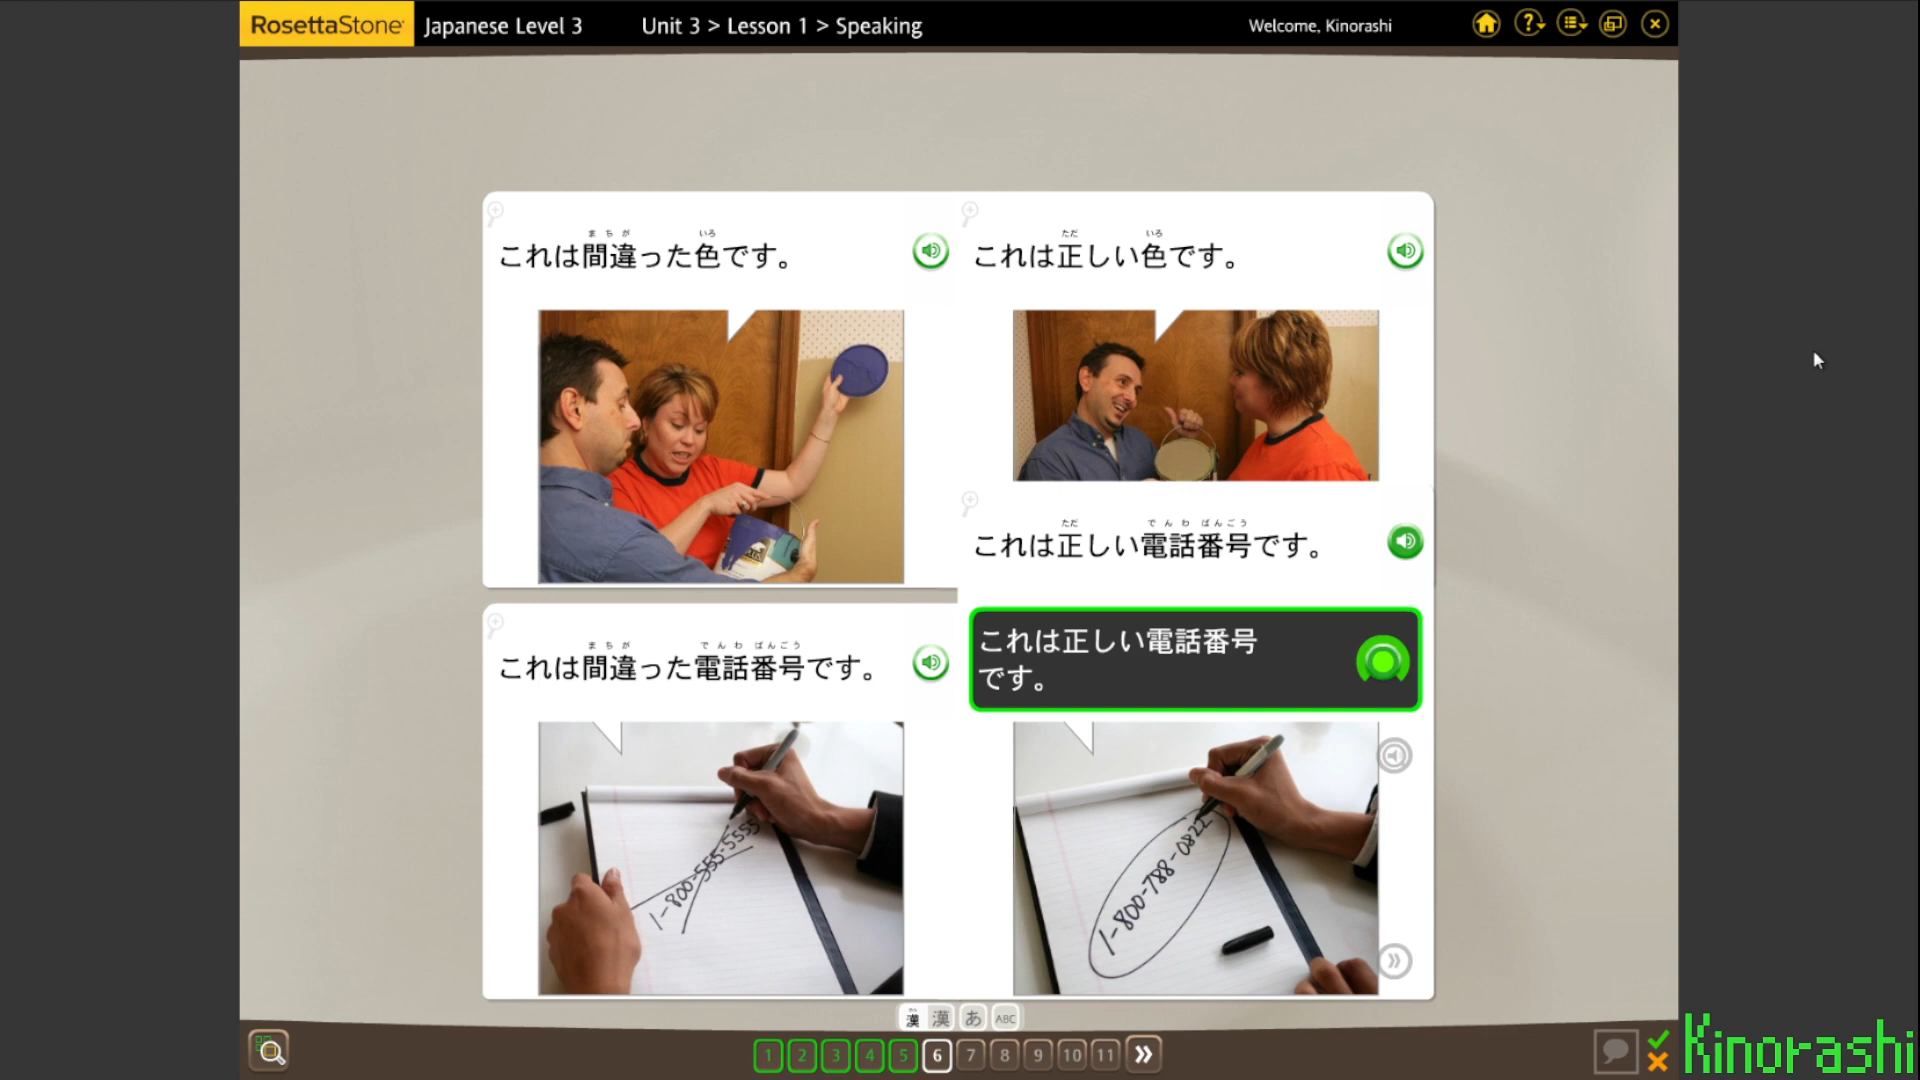 RosettaStone
Japanese Level 3
Unit 3 > Lesson 1 > Speaking
Welcome, Kinorashi
まちが いろ
これは間違った色です。
ただ いろ
これは正しい色です。
ただ でんわ ばんごう
これは正しい電話番号です。
これは正しい電話番号
です。
まちが でんわ ばんごう
これは間違った電話番号です。
1-800-555-5555
1-800-788-0822
漢 漢 あ ABC
1 2 3 4 5 6 7 8 9 10 11
Kinorashi